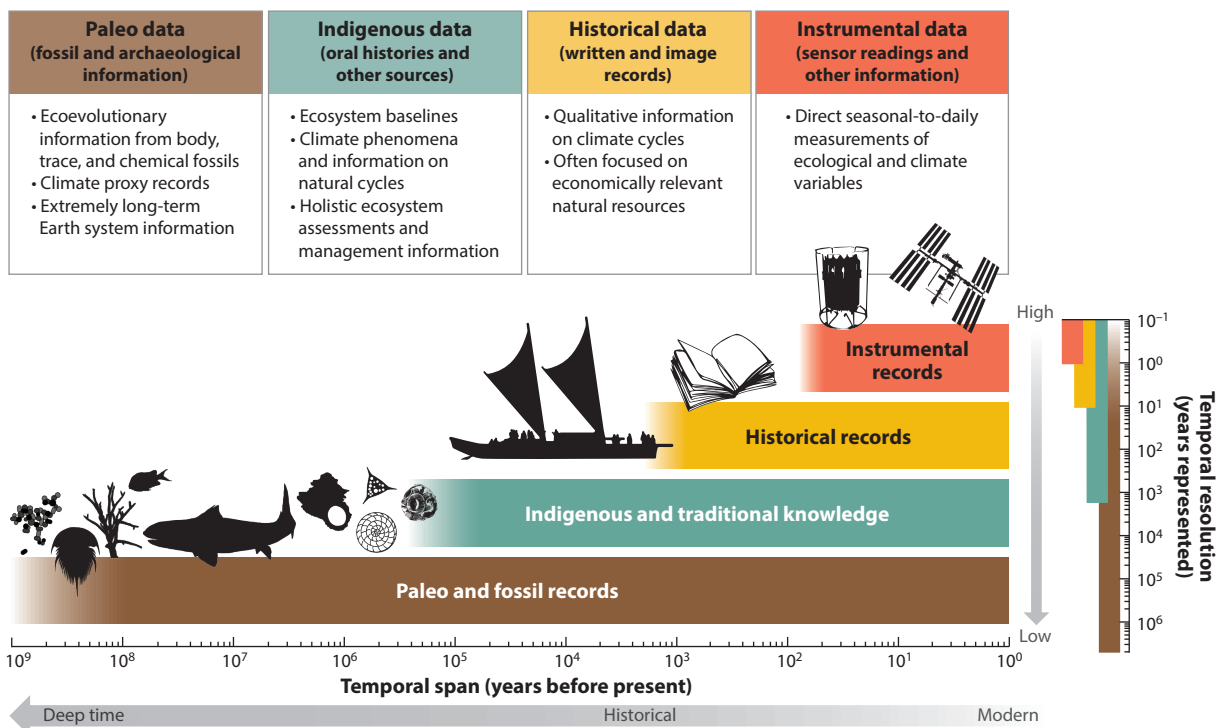 Paleo data
(fossil and archaeological
information)
• Ecoevolutionary
information from body,
trace, and chemical fossils
• Climate proxy records
• Extremely long-term
Earth system information
Indigenous data
(oral histories and
other sources)
• Ecosystem baselines
• Climate phenomena
and information on
natural cycles
• Holistic ecosystem
assessments and
management information
Historical data
(written and image
records)
• Qualitative information
on climate cycles
• Often focused on
economically relevant
natural resources
Instrumental data
(sensor readings and
other information)
• Direct seasonal-to-daily
measurements of
ecological and climate
variables
Instrumental
records
Historical records
Indigenous and traditional knowledge
Paleo and fossil records
10⁹ 10⁸ 10⁷ 10⁶ 10⁵ 10⁴ 10³ 10² 10¹ 10⁰
Temporal span (years before present)
Deep time Historical Modern
High
Low
10⁻¹
10⁰
10¹
10²
10³
10⁴
10⁵
10⁶
Temporal resolution
(years represented)